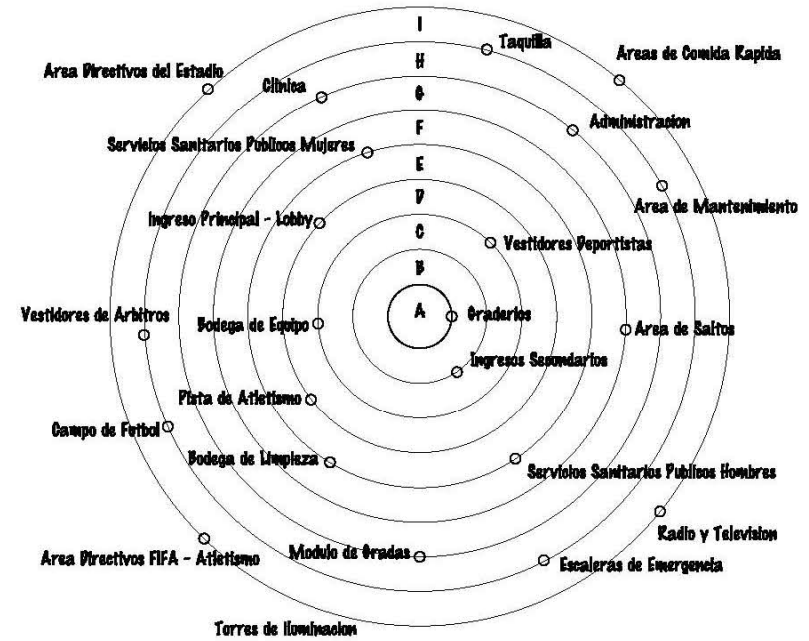 I
Taquilla
Areas de Comida Rapida
Area Directivos del Estadio
H
Clinica
G
Administracion
F
Servicios Sanitarios Publicos Mujeres
E
D
Area de Mantenimiento
Ingreso Principal - Lobby
C
Vestidores Deportistas
B
Vestidores de Arbitros
A
Graderios
Bodega de Equipo
Area de Saltos
Ingresos Secundarios
Pista de Atletismo
Campo de Futbol
Bodega de Limpieza
Servicios Sanitarios Publicos Hombres
Radio y Television
Area Directivos FIFA - Atletismo
Modulo de Gradas
Escaleras de Emergencia
Torres de Iluminacion